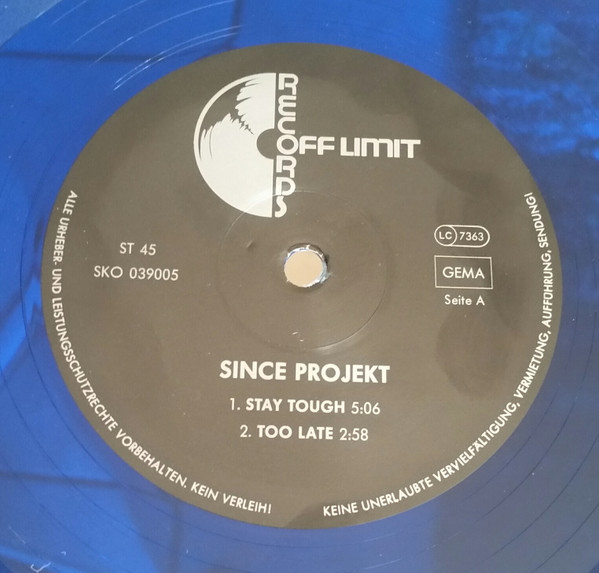 RECORDS
OFF LIMIT
ST 45
SKO 039005
LC 7363
GEMA
Seite A
SINCE PROJEKT
1. STAY TOUGH 5:06
2. TOO LATE 2:58
ALLE URHEBER- UND LEISTUNGSSCHUTZRECHTE VORBEHALTEN. KEIN VERLEIH!
KEINE UNERLAUBTE VERVIELFÄLTIGUNG, VERMIETUNG, AUFFÜHRUNG, SENDUNG!